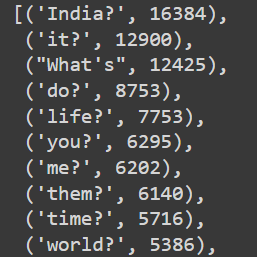 [('India?', 16384),
('it?', 12900),
("What's", 12425),
('do?', 8753),
('life?', 7753),
('you?', 6295),
('me?', 6202),
('them?', 6140),
('time?', 5716),
('world?', 5386),